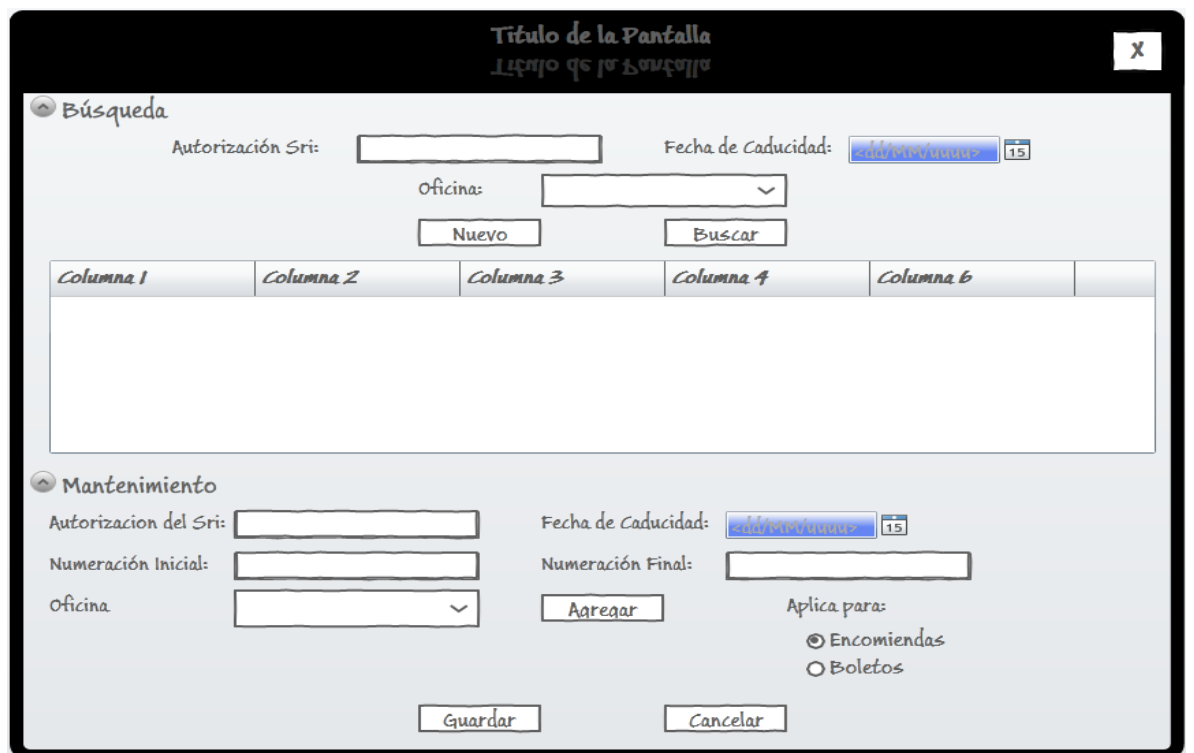 Titulo de la Pantalla
X
Búsqueda
Autorización Sri:
Fecha de Caducidad: <dd/MM/uuuu> 15
Oficina:
Nuevo
Buscar
Columna 1
Columna 2
Columna 3
Columna 4
Columna 6
Mantenimiento
Autorizacion del Sri:
Fecha de Caducidad: <dd/MM/uuuu> 15
Numeración Inicial:
Numeración Final:
Oficina
Agregar
Aplica para:
Encomiendas
Boletos
Guardar
Cancelar